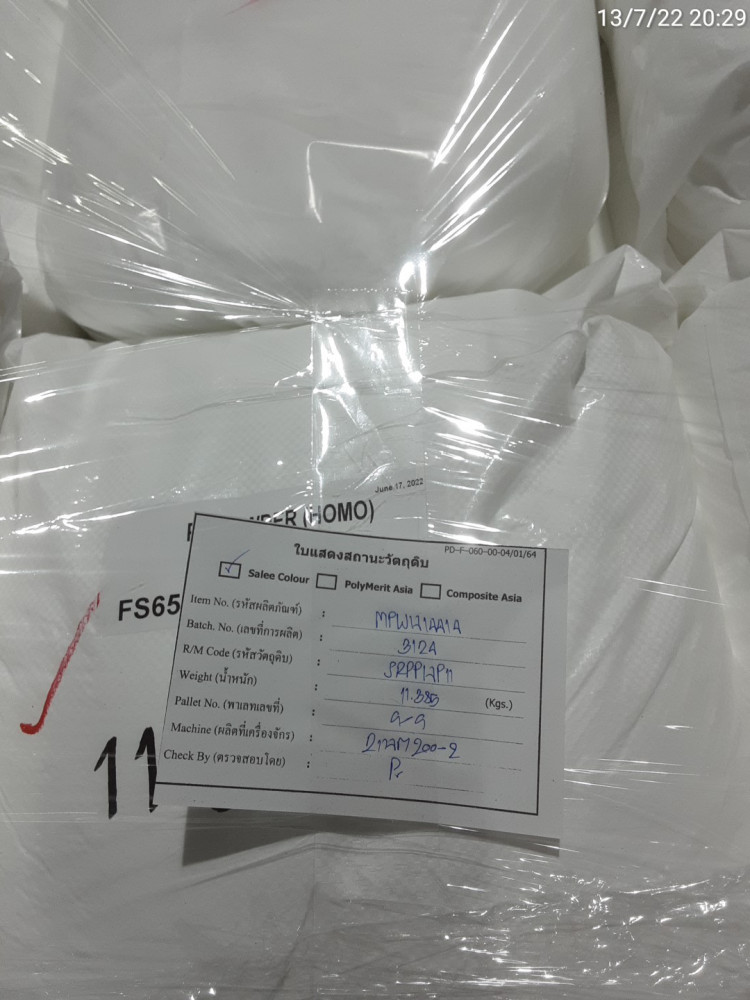 13/7/22 20:29
June 17, 2022
(HOMO)
FS65
11
PD-F-060-00-04/01/64
ใบแสดงสถานะวัตถุดิบ
Salee Colour PolyMerit Asia Composite Asia
Item No. (รหัสผลิตภัณฑ์) :
Batch. No. (เลขที่การผลิต) : 3124
R/M Code (รหัสวัตถุดิบ) :
Weight (น้ำหนัก) : 11.385 (Kgs.)
Pallet No. (พาเลทเลขที่) :
Machine (ผลิตที่เครื่องจักร) :
Check By (ตรวจสอบโดย) :